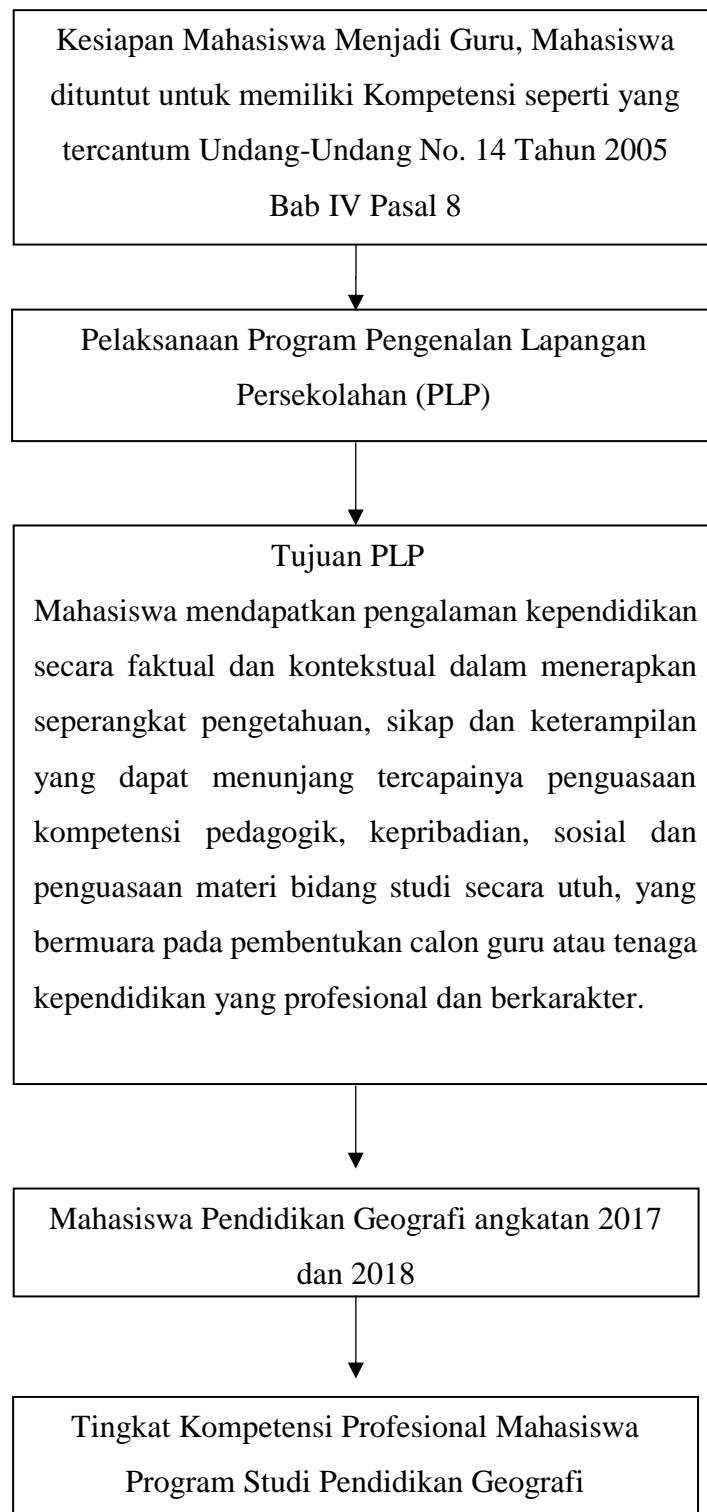 Kesiapan Mahasiswa Menjadi Guru, Mahasiswa
dituntut untuk memiliki Kompetensi seperti yang
tercantum Undang-Undang No. 14 Tahun 2005
Bab IV Pasal 8
Pelaksanaan Program Pengenalan Lapangan
Persekolahan (PLP)
Tujuan PLP
Mahasiswa mendapatkan pengalaman kependidikan
secara faktual dan kontekstual dalam menerapkan
seperangkat pengetahuan, sikap dan keterampilan
yang dapat menunjang tercapainya penguasaan
kompetensi pedagogik, kepribadian, sosial dan
penguasaan materi bidang studi secara utuh, yang
bermuara pada pembentukan calon guru atau tenaga
kependidikan yang profesional dan berkarakter.
Mahasiswa Pendidikan Geografi angkatan 2017
dan 2018
Tingkat Kompetensi Profesional Mahasiswa
Program Studi Pendidikan Geografi